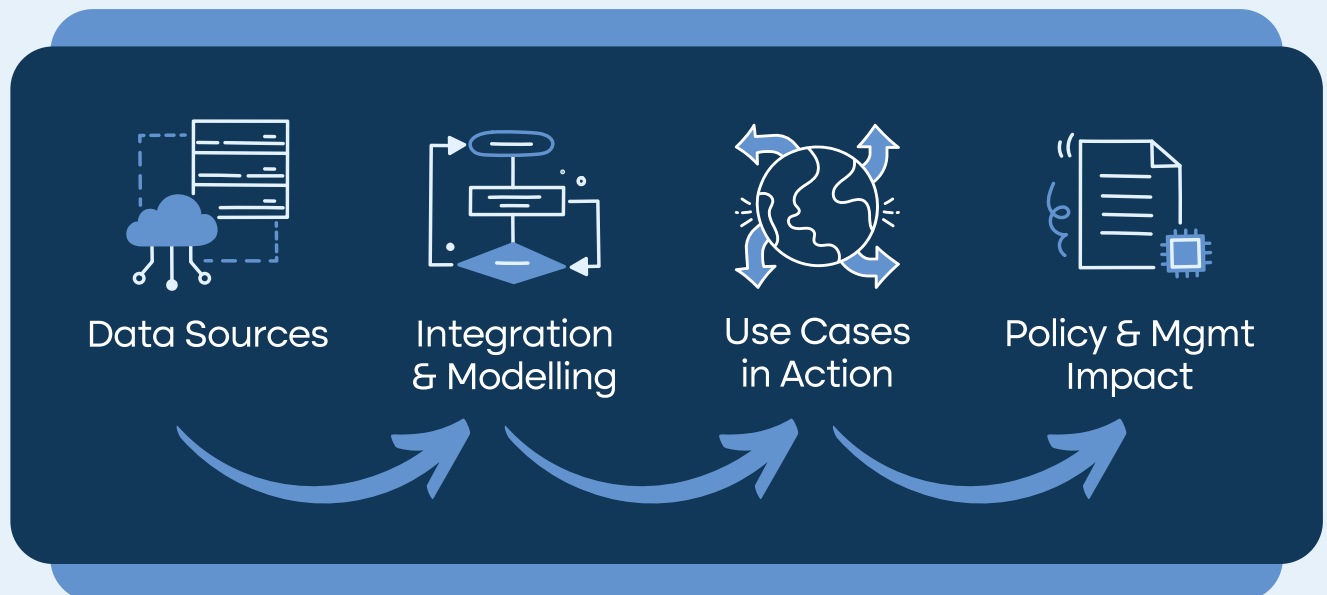 Data Sources
Integration
& Modelling
Use Cases
in Action
Policy & Mgmt
Impact